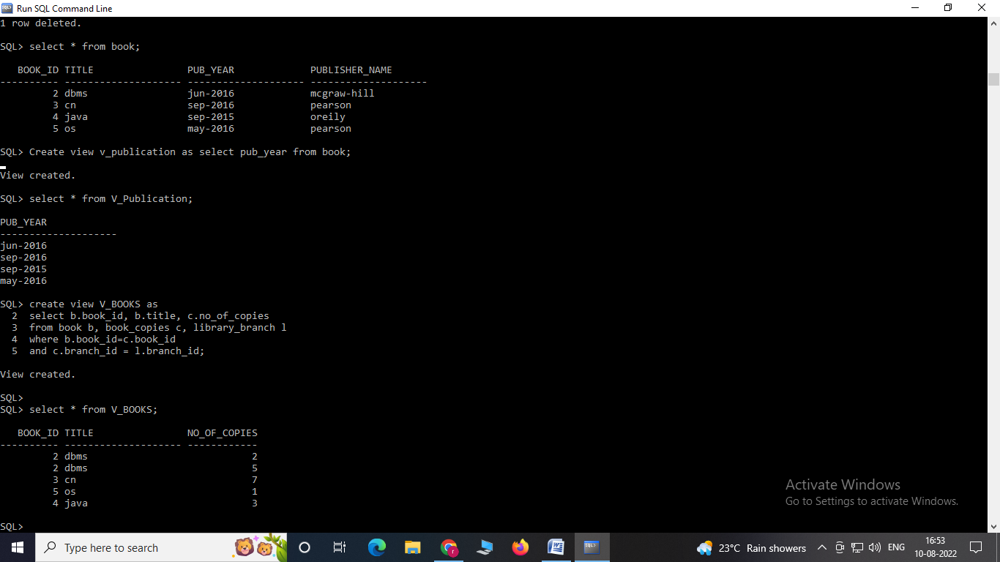 Run SQL Command Line
1 row deleted.
SQL> select * from book;
   BOOK_ID TITLE                PUB_YEAR             PUBLISHER_NAME
---------- -------------------- -------------------- --------------------
         2 dbms                 jun-2016             mcgraw-hill
         3 cn                   sep-2016             pearson
         4 java                 sep-2015             oreily
         5 os                   may-2016             pearson
SQL> Create view v_publication as select pub_year from book;
View created.
SQL> select * from V_Publication;
PUB_YEAR
--------------------
jun-2016
sep-2016
sep-2015
may-2016
SQL> create view V_BOOKS as
  2  select b.book_id, b.title, c.no_of_copies
  3  from book b, book_copies c, library_branch l
  4  where b.book_id=c.book_id
  5  and c.branch_id = l.branch_id;
View created.
SQL>
SQL> select * from V_BOOKS;
   BOOK_ID TITLE                NO_OF_COPIES
---------- -------------------- ------------
         2 dbms                            2
         2 dbms                            5
         3 cn                              7
         5 os                              1
         4 java                            3
SQL>
Activate Windows
Go to Settings to activate Windows.
Type here to search
23°C Rain showers
ENG
16:53
10-08-2022